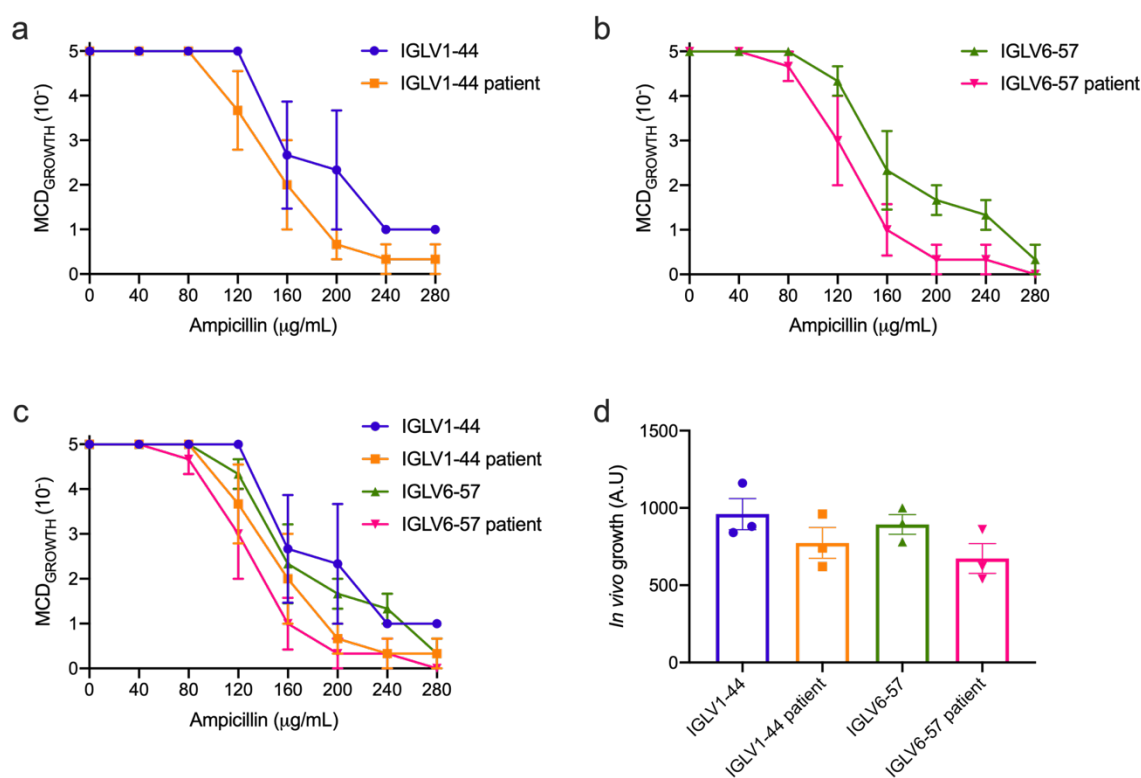 a
IGLV1-44
IGLV1-44 patient
MCD_GROWTH (10⁻)
5
4
3
2
1
0
0 40 80 120 160 200 240 280
Ampicillin (µg/mL)
b
IGLV6-57
IGLV6-57 patient
MCD_GROWTH (10⁻)
5
4
3
2
1
0
0 40 80 120 160 200 240 280
Ampicillin (µg/mL)
c
IGLV1-44
IGLV1-44 patient
IGLV6-57
IGLV6-57 patient
MCD_GROWTH (10⁻)
5
4
3
2
1
0
0 40 80 120 160 200 240 280
Ampicillin (µg/mL)
d
In vivo growth (A.U)
1500
1000
500
0
IGLV1-44
IGLV1-44 patient
IGLV6-57
IGLV6-57 patient